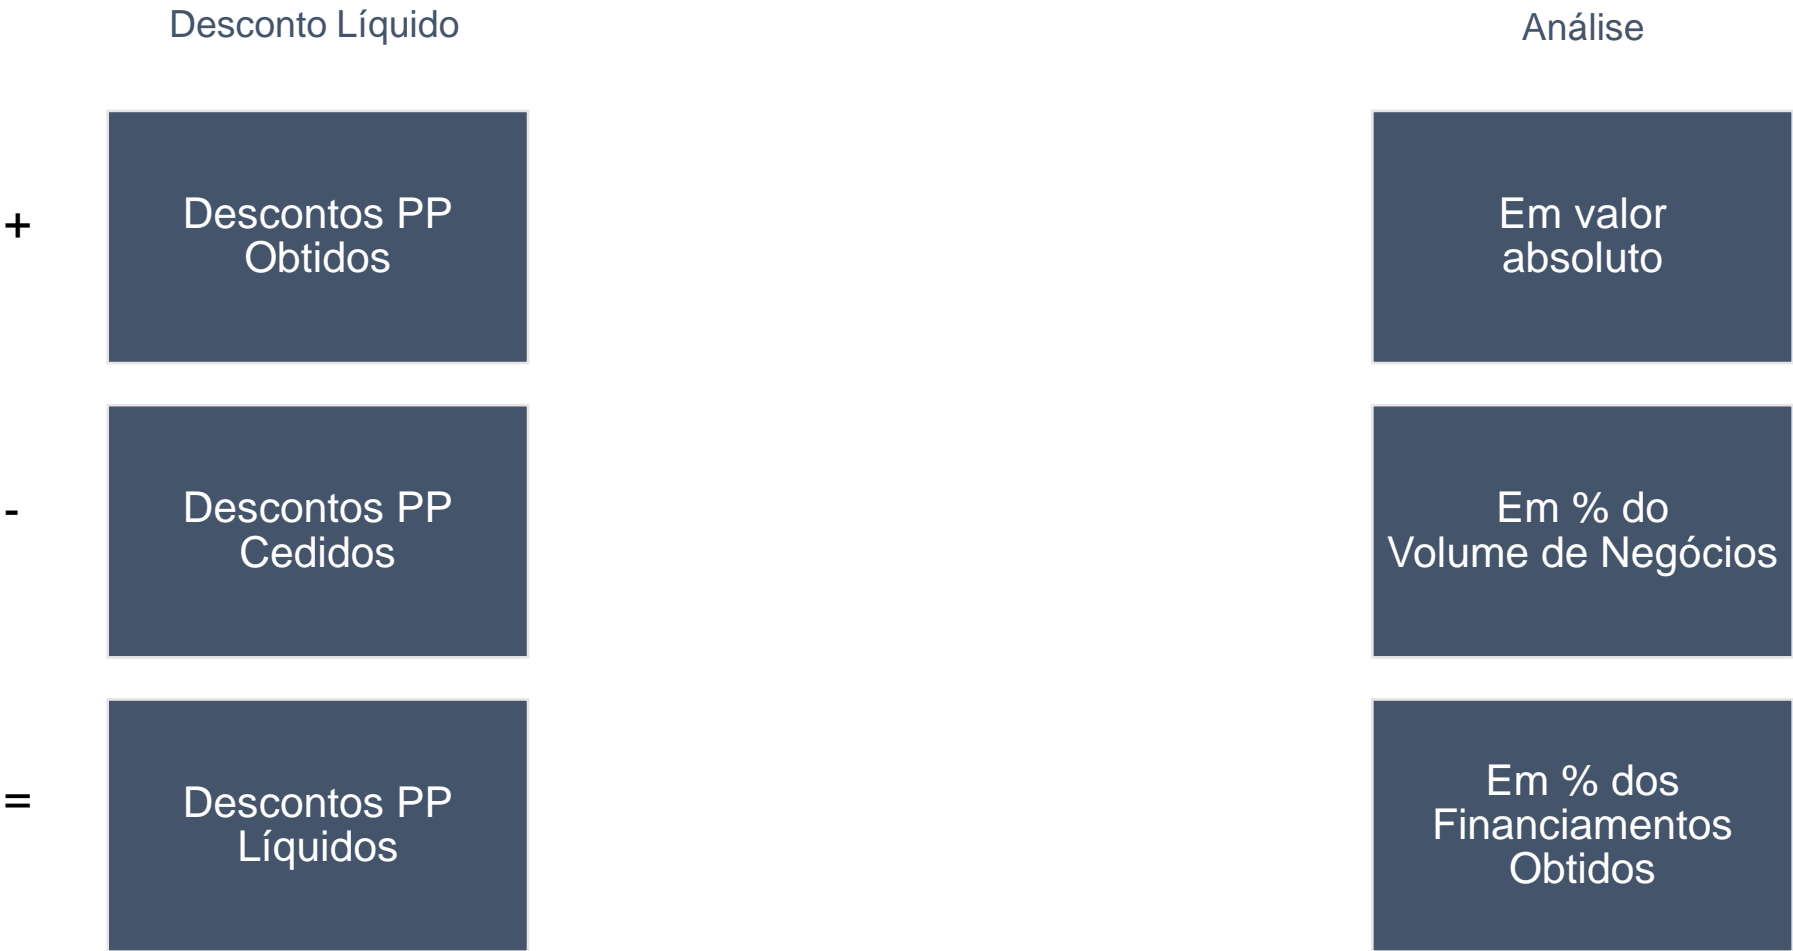 Desconto Líquido
+
Descontos PP
Obtidos
-
Descontos PP
Cedidos
=
Descontos PP
Líquidos
Análise
Em valor
absoluto
Em % do
Volume de Negócios
Em % dos
Financiamentos
Obtidos